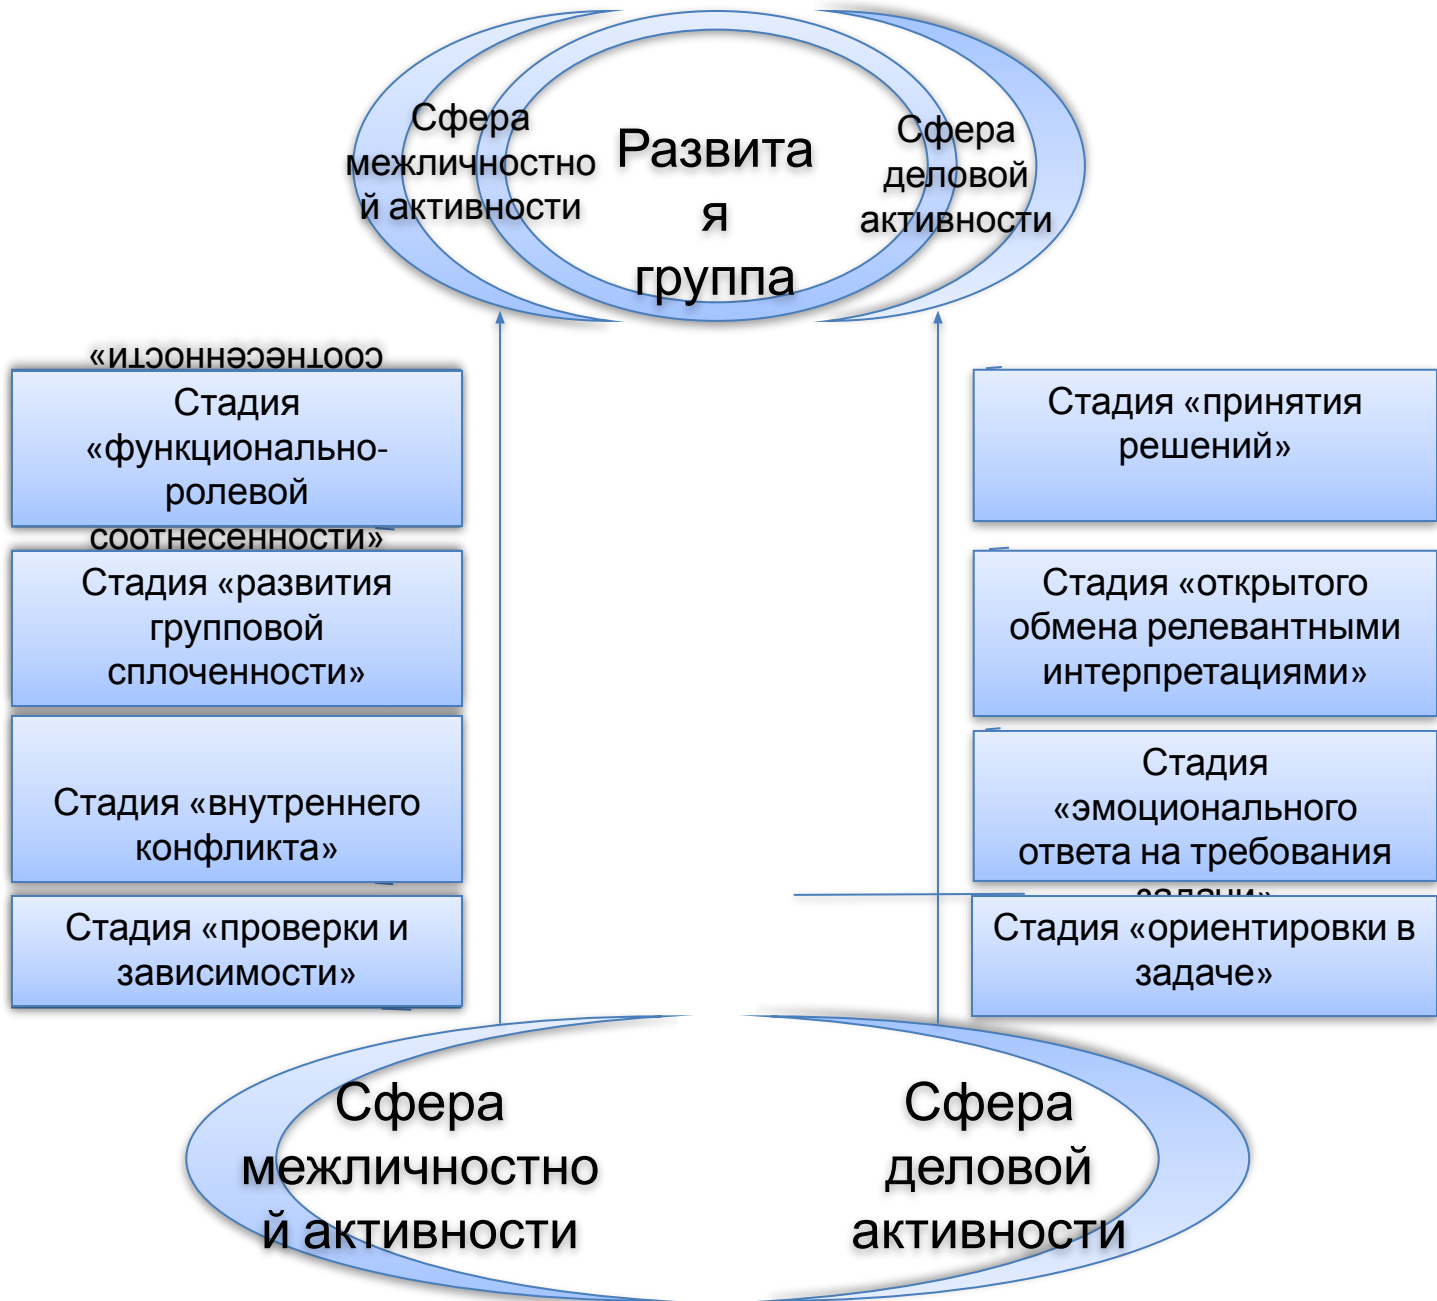 Сфера
межличностно
й активности
Развита
я
группа
Сфера
деловой
активности
соотнесенности»
Стадия
«функционально-
ролевой
соотнесенности»
Стадия «развития
групповой
сплоченности»
Стадия «внутреннего
конфликта»
Стадия «проверки и
зависимости»
Стадия «принятия
решений»
Стадия «открытого
обмена релевантными
интерпретациями»
Стадия
«эмоционального
ответа на требования
задачи»
Стадия «ориентировки в
задаче»
Сфера
межличностно
й активности
Сфера
деловой
активности